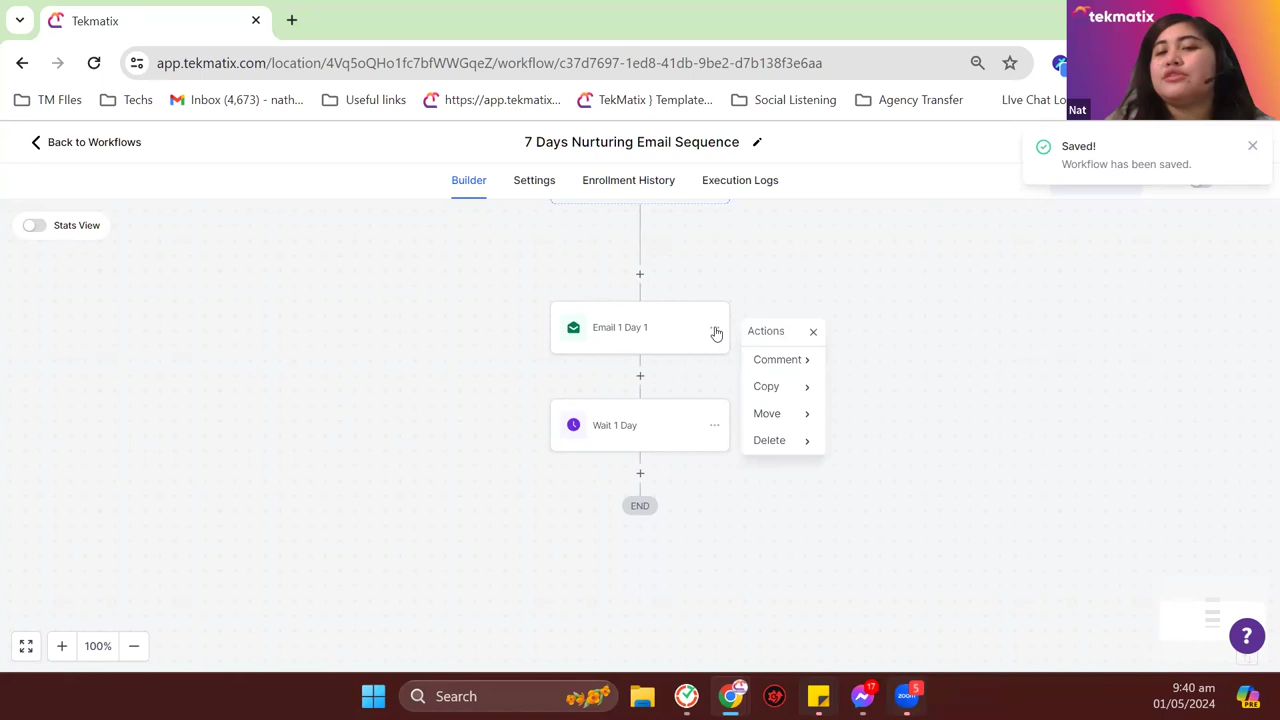 Tekmatix
app.tekmatix.com/location/4Vq5oQHo1fc7bfWWGqeZ/workflow/c37d7697-1ed8-41db-9be2-d7b138f3e6aa
TM FIles
Techs
Inbox (4,673) - nath...
Useful links
https://app.tekmatix...
TekMatix } Template...
Social Listening
Agency Transfer
LIve Chat Lo
tekmatix
Nat
Back to Workflows
7 Days Nurturing Email Sequence
Saved!
Workflow has been saved.
Builder
Settings
Enrollment History
Execution Logs
Stats View
Email 1 Day 1
Actions
Comment
Copy
Move
Delete
Wait 1 Day
END
100%
?
Search
17
5
zoom
PRE
9:40 am
01/05/2024